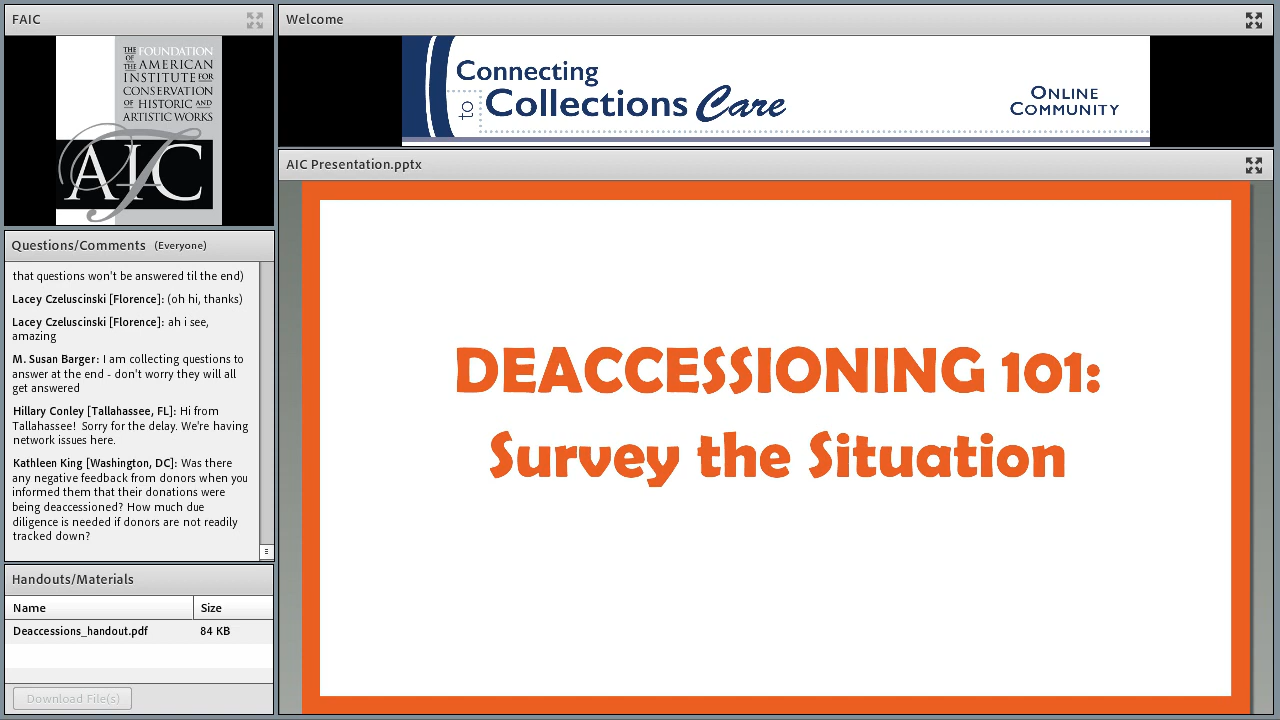 FAIC
THE FOUNDATION
OF THE AMERICAN
INSTITUTE FOR
CONSERVATION
OF HISTORIC AND
ARTISTIC WORKS
AIC
F
Welcome
Connecting
to Collections Care
ONLINE
COMMUNITY
Questions/Comments (Everyone)
that questions won't be answered til the end)
Lacey Czeluscinski [Florence]: (oh hi, thanks)
Lacey Czeluscinski [Florence]: ah i see,
amazing
M. Susan Barger: I am collecting questions to
answer at the end - don't worry they will all
get answered
Hillary Conley [Tallahassee, FL]: Hi from
Tallahassee! Sorry for the delay. We're having
network issues here.
Kathleen King [Washington, DC]: Was there
any negative feedback from donors when you
informed them that their donations were
being deaccessioned? How much due
diligence is needed if donors are not readily
tracked down?
Handouts/Materials
Name Size
Deaccessions_handout.pdf 84 KB
Download File(s)
AIC Presentation.pptx
DEACCESSIONING 101:
Survey the Situation